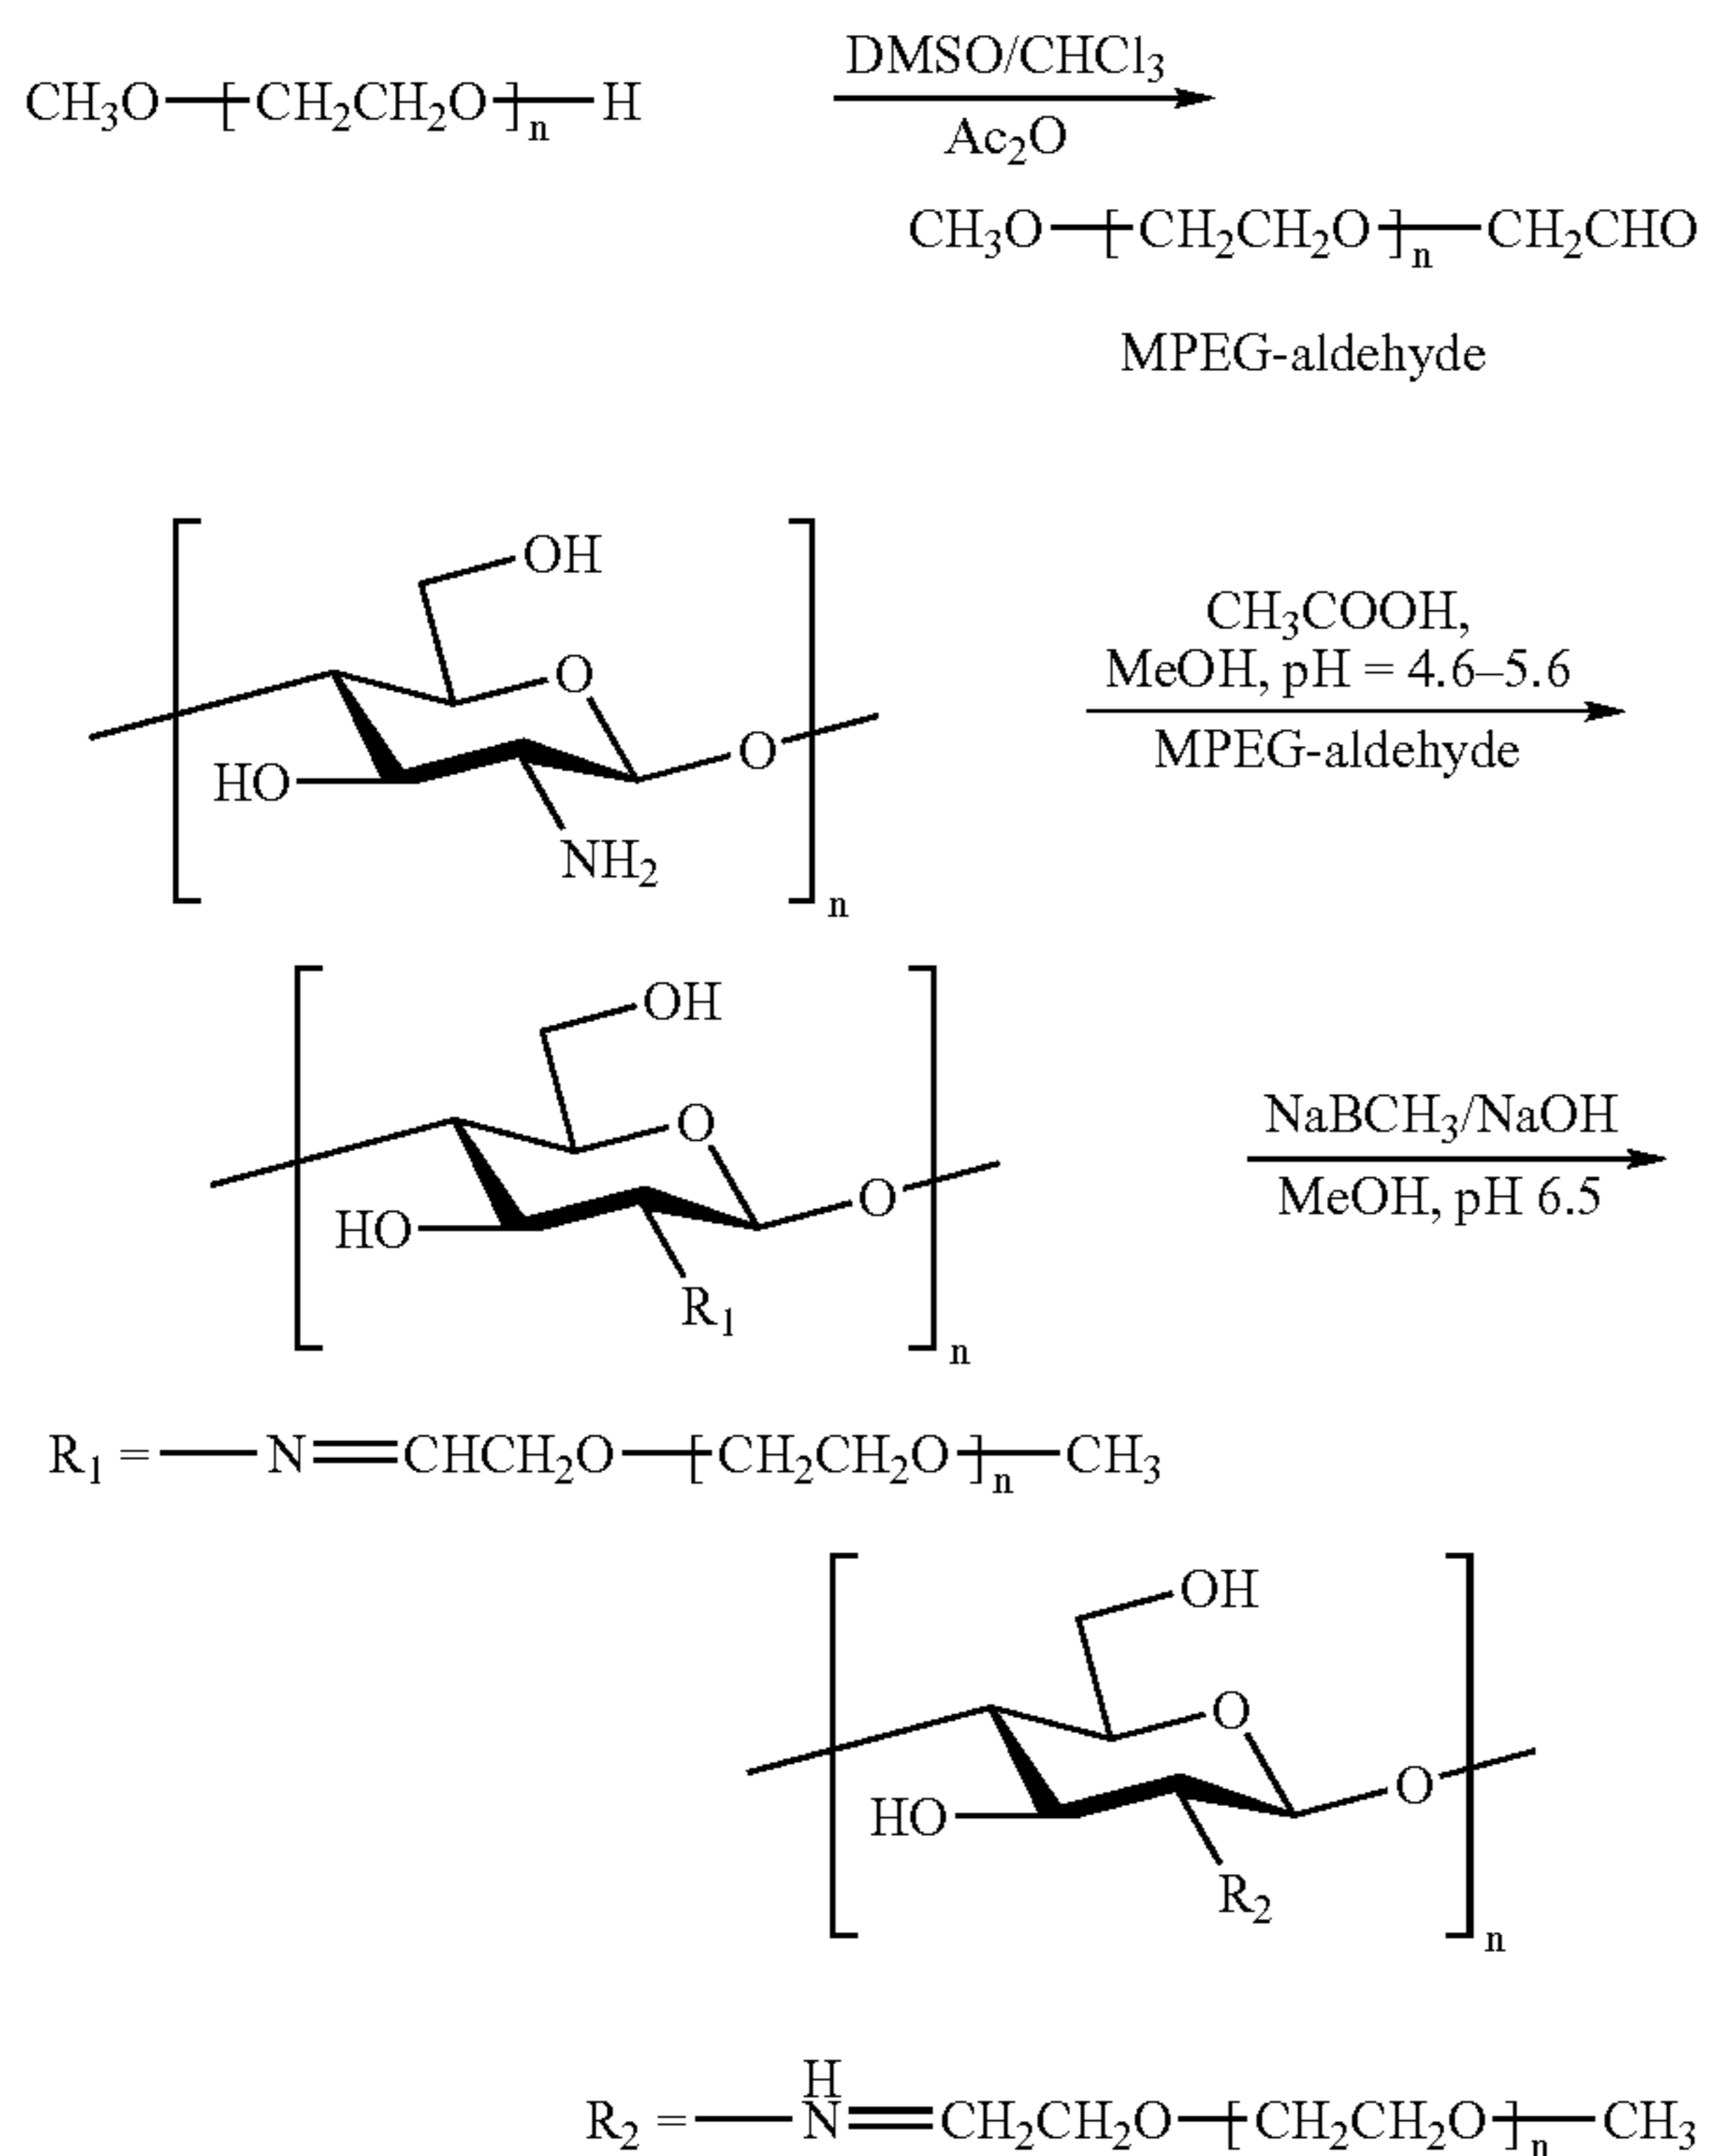 CH₃O—[CH₂CH₂O]ₙ—H
DMSO/CHCl₃
Ac₂O
CH₃O—[CH₂CH₂O]ₙ—CH₂CHO
MPEG-aldehyde
OH
O
O
HO
NH₂
n
CH₃COOH,
MeOH, pH = 4.6–5.6
MPEG-aldehyde
OH
O
O
HO
R₁
n
NaBCH₃/NaOH
MeOH, pH 6.5
R₁ = —N=CHCH₂O—[CH₂CH₂O]ₙ—CH₃
OH
O
O
HO
R₂
n
H
R₂ = —N=CH₂CH₂O—[CH₂CH₂O]ₙ—CH₃